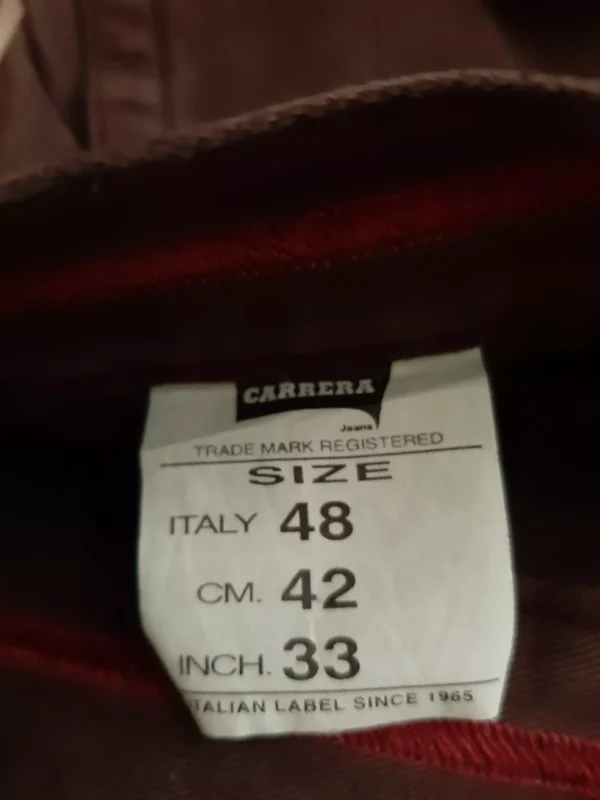 CARRERA
Jeans
TRADE MARK REGISTERED
SIZE
ITALY 48
CM. 42
INCH. 33
ITALIAN LABEL SINCE 1965